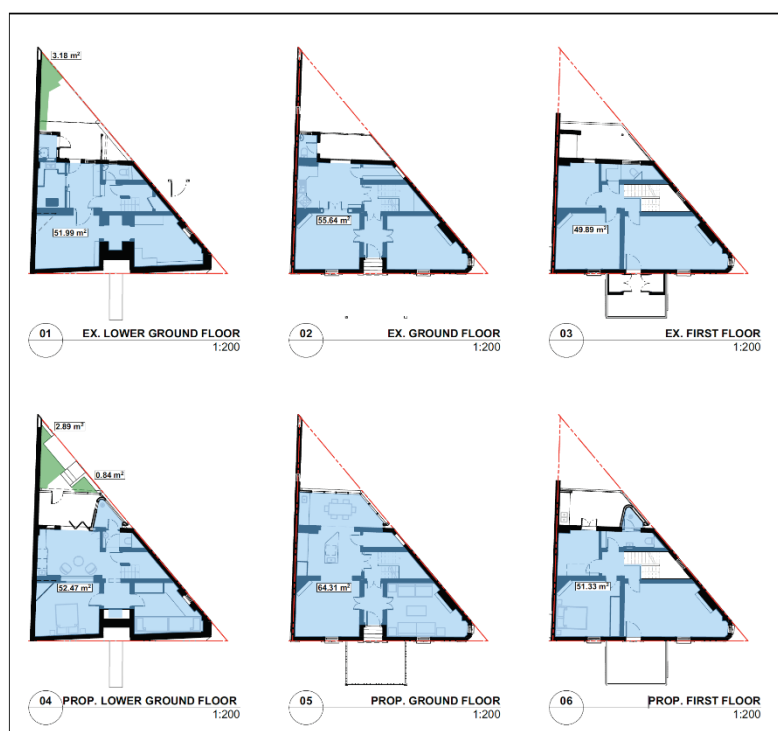 3.18 m²
51.99 m²
55.64 m²
49.89 m²
01 EX. LOWER GROUND FLOOR
1:200
02 EX. GROUND FLOOR
1:200
03 EX. FIRST FLOOR
1:200
2.89 m²
0.84 m²
52.47 m²
64.31 m²
51.33 m²
04 PROP. LOWER GROUND FLOOR
1:200
05 PROP. GROUND FLOOR
1:200
06 PROP. FIRST FLOOR
1:200